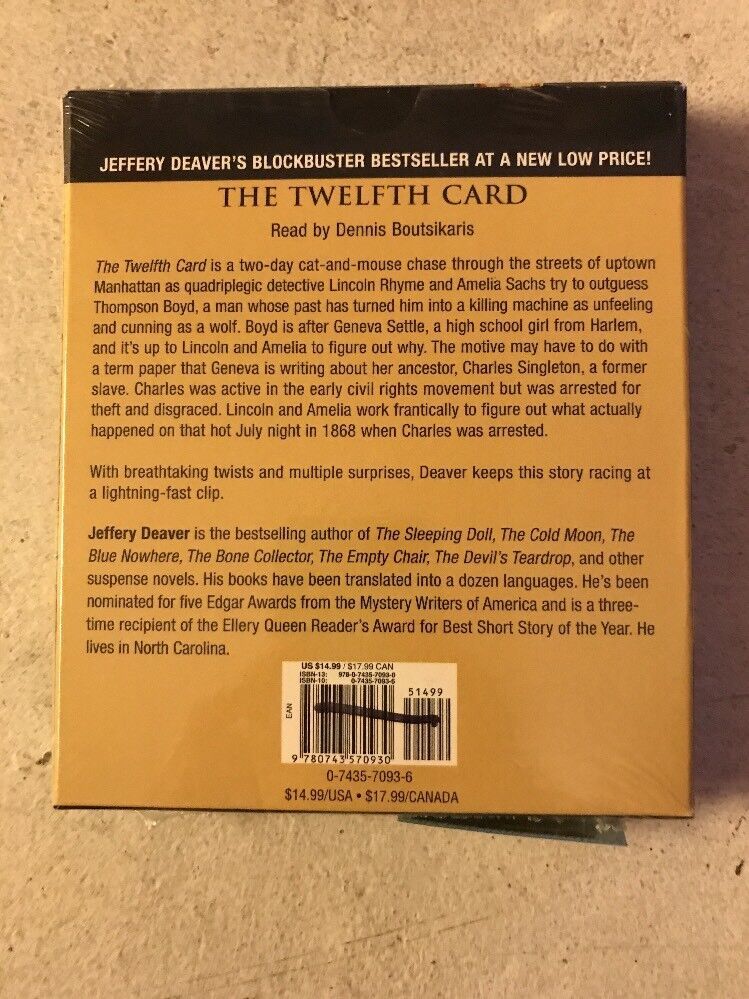 JEFFERY DEAVER'S BLOCKBUSTER BESTSELLER AT A NEW LOW PRICE!
THE TWELFTH CARD
Read by Dennis Boutsikaris
The Twelfth Card is a two-day cat-and-mouse chase through the streets of uptown
Manhattan as quadriplegic detective Lincoln Rhyme and Amelia Sachs try to outguess
Thompson Boyd, a man whose past has turned him into a killing machine as unfeeling
and cunning as a wolf. Boyd is after Geneva Settle, a high school girl from Harlem,
and it's up to Lincoln and Amelia to figure out why. The motive may have to do with
a term paper that Geneva is writing about her ancestor, Charles Singleton, a former
slave. Charles was active in the early civil rights movement but was arrested for
theft and disgraced. Lincoln and Amelia work frantically to figure out what actually
happened on that hot July night in 1868 when Charles was arrested.
With breathtaking twists and multiple surprises, Deaver keeps this story racing at
a lightning-fast clip.
Jeffery Deaver is the bestselling author of The Sleeping Doll, The Cold Moon, The
Blue Nowhere, The Bone Collector, The Empty Chair, The Devil's Teardrop, and other
suspense novels. His books have been translated into a dozen languages. He's been
nominated for five Edgar Awards from the Mystery Writers of America and is a three-
time recipient of the Ellery Queen Reader's Award for Best Short Story of the Year. He
lives in North Carolina.
US $14.99 / $17.99 CAN
ISBN-13: 978-0-7435-7093-0
ISBN-10: 0-7435-7093-6
51499
EAN
9 780743 570930
0-7435-7093-6
$14.99/USA • $17.99/CANADA